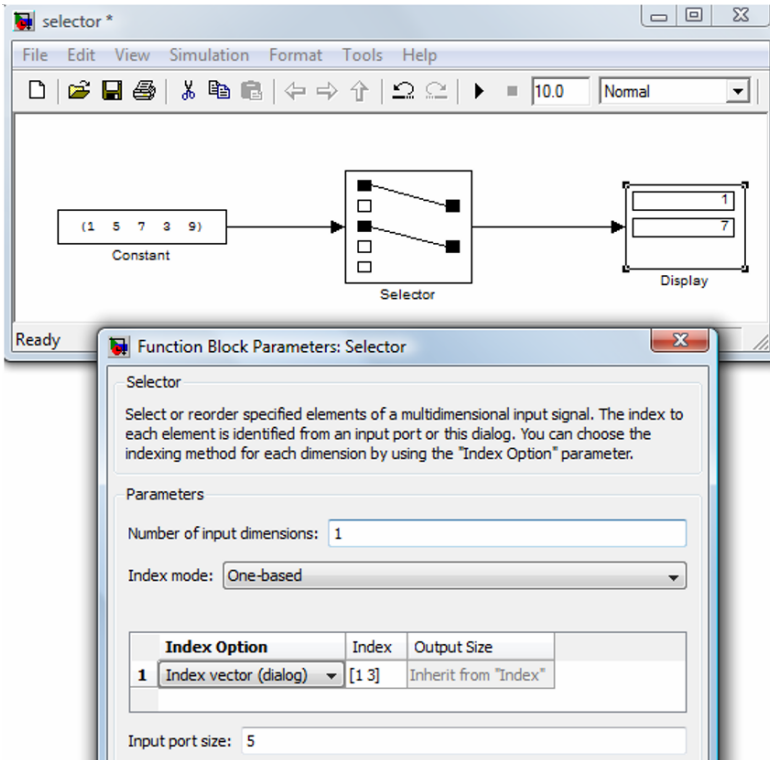 selector *
File Edit View Simulation Format Tools Help
10.0 Normal
(1 5 7 3 9)
Constant
Selector
1
7
Display
Ready
Function Block Parameters: Selector
Selector
Select or reorder specified elements of a multidimensional input signal. The index to
each element is identified from an input port or this dialog. You can choose the
indexing method for each dimension by using the "Index Option" parameter.
Parameters
Number of input dimensions: 1
Index mode: One-based
Index Option Index Output Size
1 Index vector (dialog) [1 3] Inherit from "Index"
Input port size: 5